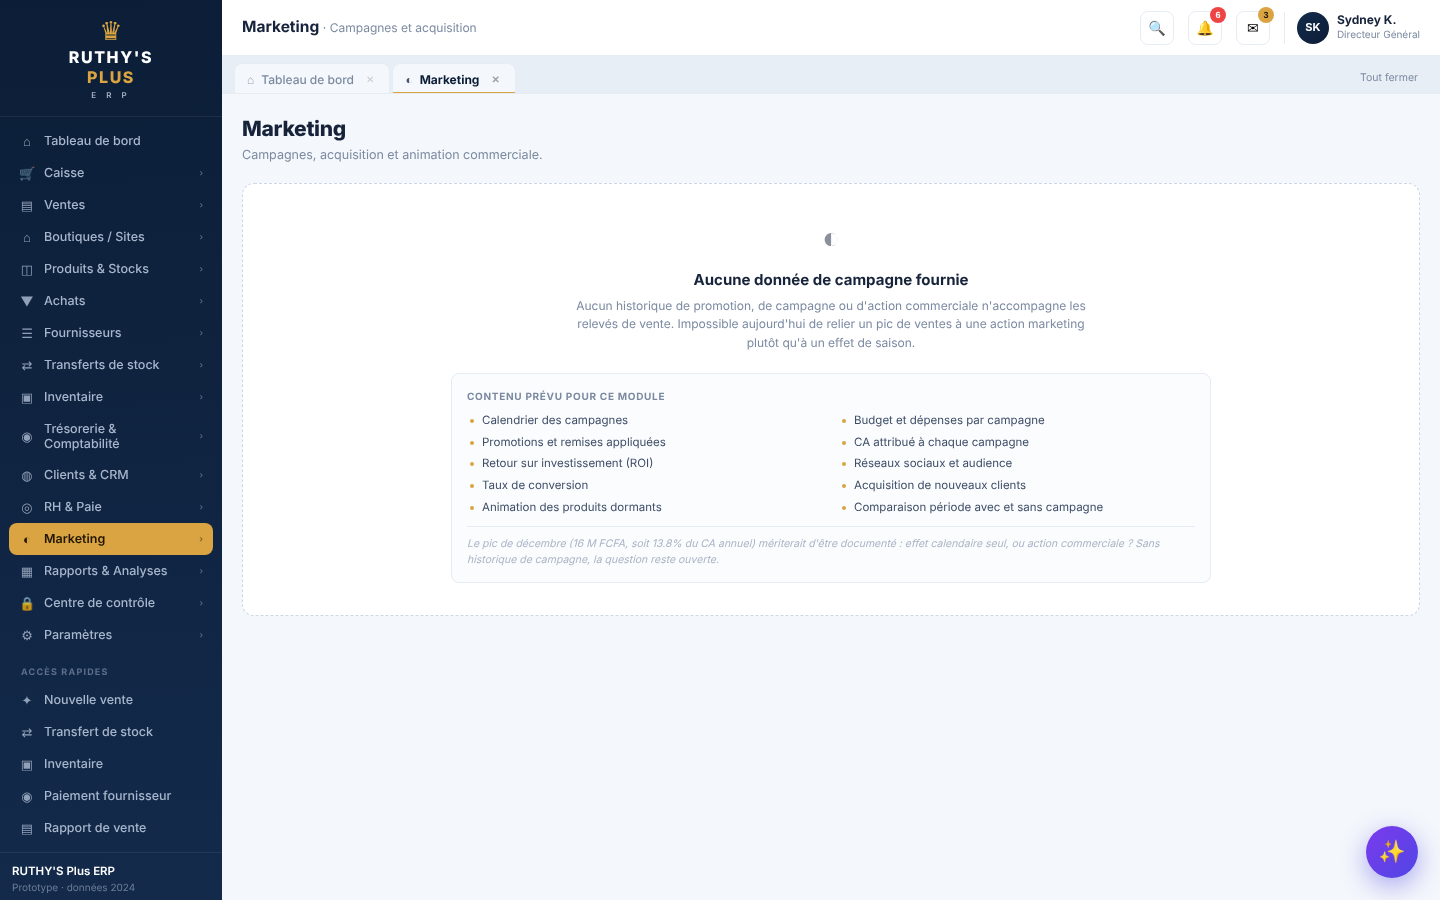 RUTHY'S
PLUS
ERP
Tableau de bord
Caisse
Ventes
Boutiques / Sites
Produits & Stocks
Achats
Fournisseurs
Transferts de stock
Inventaire
Trésorerie &
Comptabilité
Clients & CRM
RH & Paie
Marketing
Rapports & Analyses
Centre de contrôle
Paramètres
ACCÈS RAPIDES
Nouvelle vente
Transfert de stock
Inventaire
Paiement fournisseur
Rapport de vente
RUTHY'S Plus ERP
Prototype · données 2024
Marketing · Campagnes et acquisition
6
3
SK
Sydney K.
Directeur Général
Tableau de bord ×
Marketing ×
Tout fermer
Marketing
Campagnes, acquisition et animation commerciale.
Aucune donnée de campagne fournie
Aucun historique de promotion, de campagne ou d'action commerciale n'accompagne les
relevés de vente. Impossible aujourd'hui de relier un pic de ventes à une action marketing
plutôt qu'à un effet de saison.
CONTENU PRÉVU POUR CE MODULE
Calendrier des campagnes
Budget et dépenses par campagne
Promotions et remises appliquées
CA attribué à chaque campagne
Retour sur investissement (ROI)
Réseaux sociaux et audience
Taux de conversion
Acquisition de nouveaux clients
Animation des produits dormants
Comparaison période avec et sans campagne
Le pic de décembre (16 M FCFA, soit 13.8% du CA annuel) mériterait d'être documenté : effet calendaire seul, ou action commerciale ? Sans
historique de campagne, la question reste ouverte.